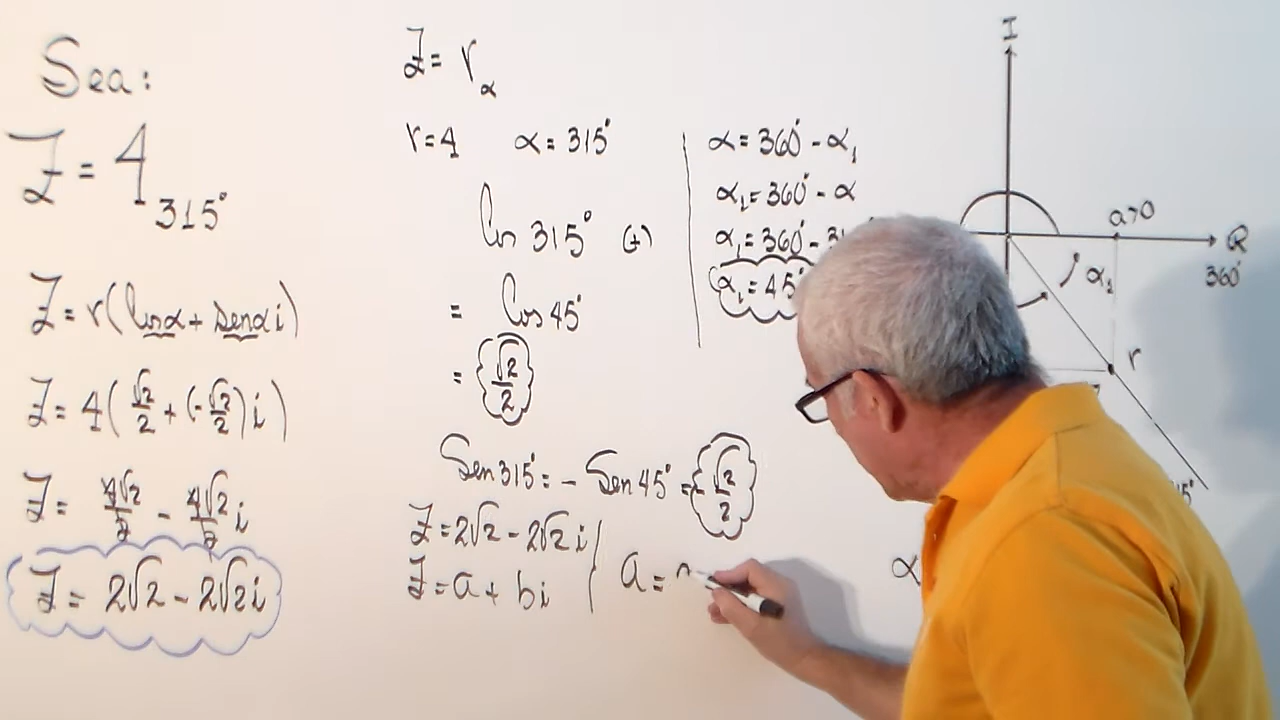 Sea:
Z = 4 315°
Z = r(Cosα + Senα i)
Z = 4(√2/2 + (-√2/2)i)
Z = 4√2/2 - 4√2/2 i
Z = 2√2 - 2√2 i
Z = r α
r = 4 α = 315°
Cos 315° (+)
= Cos 45°
= √2/2
Sen 315° = - Sen 45° = -√2/2
Z = 2√2 - 2√2 i
Z = a + bi
a =
α = 360° - α₁
α₁ = 360° - α
α₁ = 360° - 3
α₁ = 45°
I
a>0
R
360°
α₁
r
α